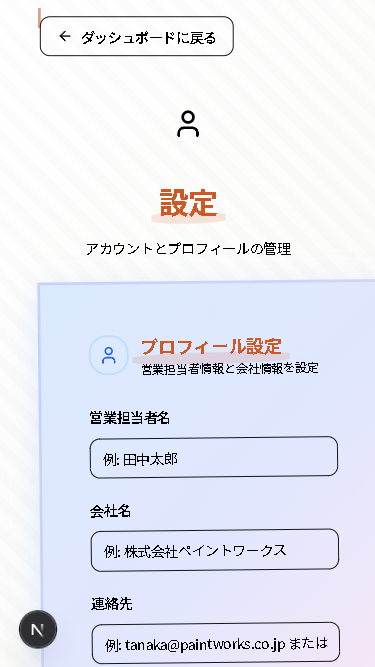 ← ダッシュボードに戻る
設定
アカウントとプロフィールの管理
プロフィール設定
営業担当者情報と会社情報を設定
営業担当者名
例: 田中太郎
会社名
例: 株式会社ペイントワークス
連絡先
例: tanaka@paintworks.co.jp または
N